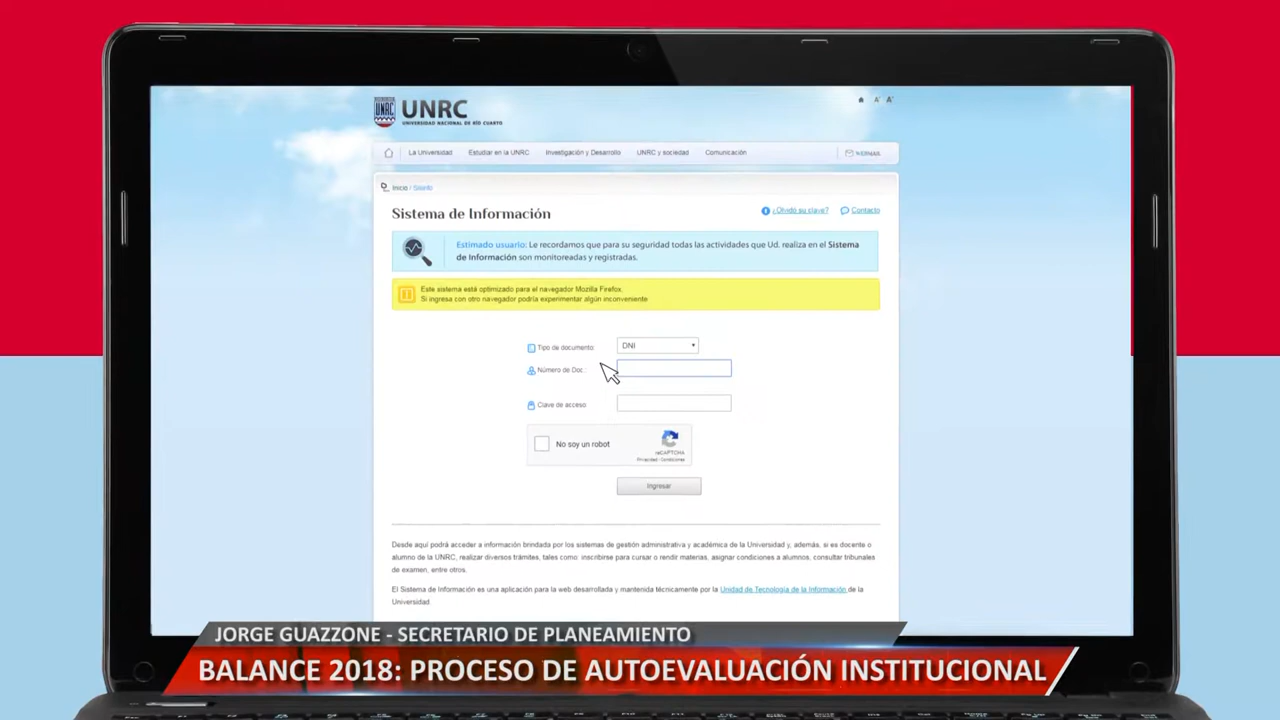 UNRC
UNIVERSIDAD NACIONAL DE RÍO CUARTO
La Universidad Estudiar en la UNRC Investigación y Desarrollo UNRC y sociedad Comunicación WEBMAIL
Inicio / Sisinfo
Sistema de Información
¿Olvidó su clave? Contacto
Estimado usuario: Le recordamos que para su seguridad todas las actividades que Ud. realiza en el Sistema
de Información son monitoreadas y registradas.
Este sistema está optimizado para el navegador Mozilla Firefox.
Si ingresa con otro navegador podría experimentar algún inconveniente
Tipo de documento: DNI
Número de Doc.:
Clave de acceso:
No soy un robot
reCAPTCHA
Privacidad - Condiciones
Ingresar
Desde aquí podrá acceder a información brindada por los sistemas de gestión administrativa y académica de la Universidad y, además, si es docente o
alumno de la UNRC, realizar diversos trámites, tales como inscribirse para cursar o rendir materias, asignar condiciones a alumnos, consultar tribunales
de examen, entre otros.
El Sistema de Información es una aplicación para la web desarrollada y mantenida técnicamente por la Unidad de Tecnología de la Información de la
Universidad
JORGE GUAZZONE - SECRETARIO DE PLANEAMIENTO
BALANCE 2018: PROCESO DE AUTOEVALUACIÓN INSTITUCIONAL